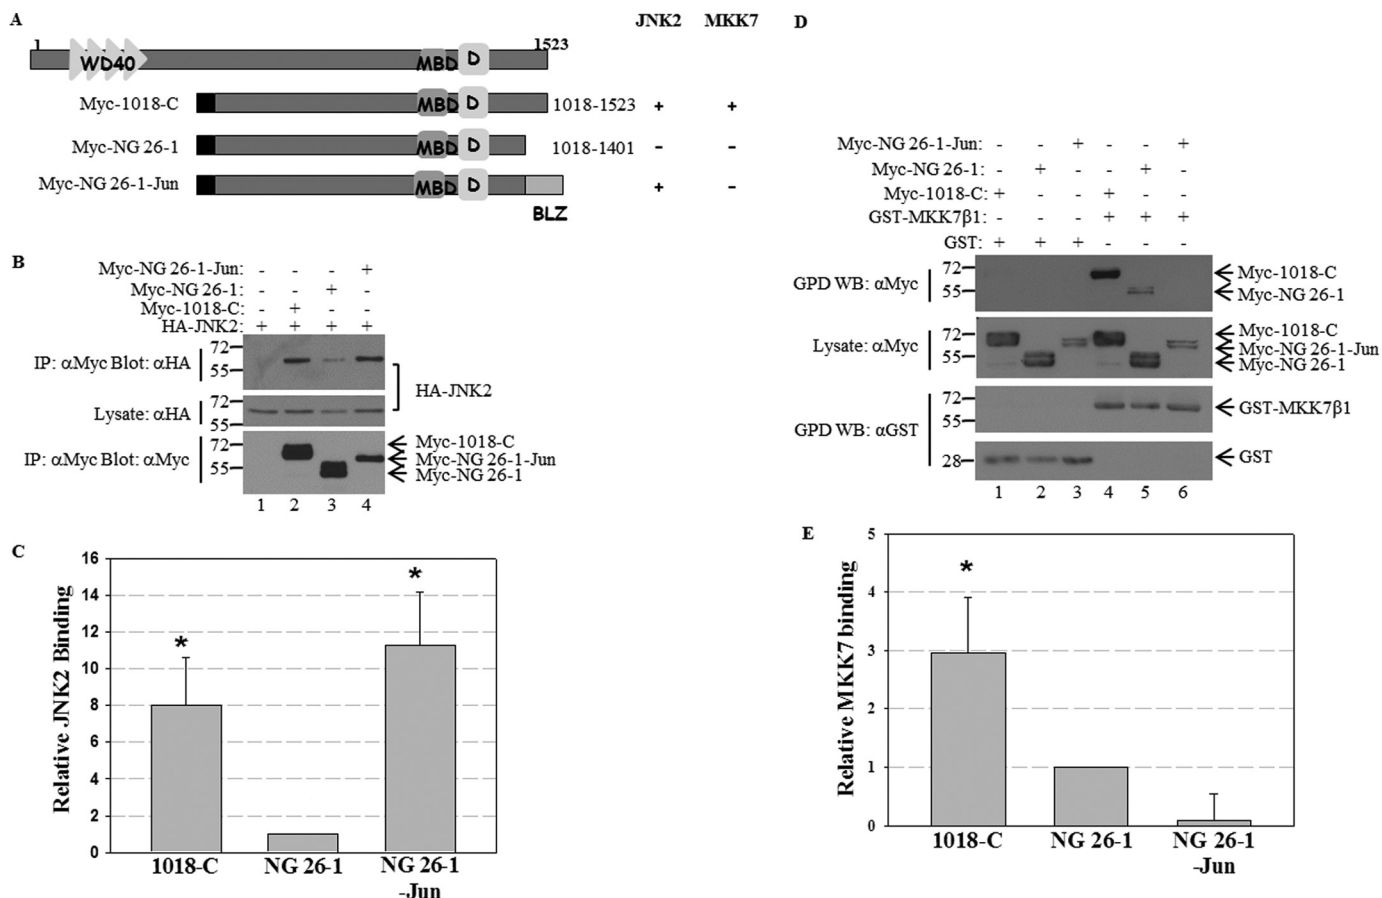 A
JNK2 MKK7
1 1523
WD40 MBD D
Myc-1018-C MBD D 1018-1523 + +
Myc-NG 26-1 MBD D 1018-1401 - -
Myc-NG 26-1-Jun MBD D + -
BLZ
B
Myc-NG 26-1-Jun: - - - +
Myc-NG 26-1: - - + -
Myc-1018-C: - + - -
HA-JNK2: + + + +
IP: αMyc Blot: αHA
72
55
HA-JNK2
Lysate: αHA
72
55
IP: αMyc Blot: αMyc
72
55
Myc-1018-C
Myc-NG 26-1-Jun
Myc-NG 26-1
1 2 3 4
C
Relative JNK2 Binding
16
14
12
10
8
6
4
2
0
* *
1018-C NG 26-1 NG 26-1
-Jun
D
Myc-NG 26-1-Jun: - - + - - +
Myc-NG 26-1: - + - - + -
Myc-1018-C: + - - + - -
GST-MKK7β1: - - - + + +
GST: + + + - - -
GPD WB: αMyc
72
55
Myc-1018-C
Myc-NG 26-1
Lysate: αMyc
72
55
Myc-1018-C
Myc-NG 26-1-Jun
Myc-NG 26-1
GPD WB: αGST
72
55
GST-MKK7β1
28
GST
1 2 3 4 5 6
E
Relative MKK7 binding
5
4
3
2
1
0
*
1018-C NG 26-1 NG 26-1
-Jun